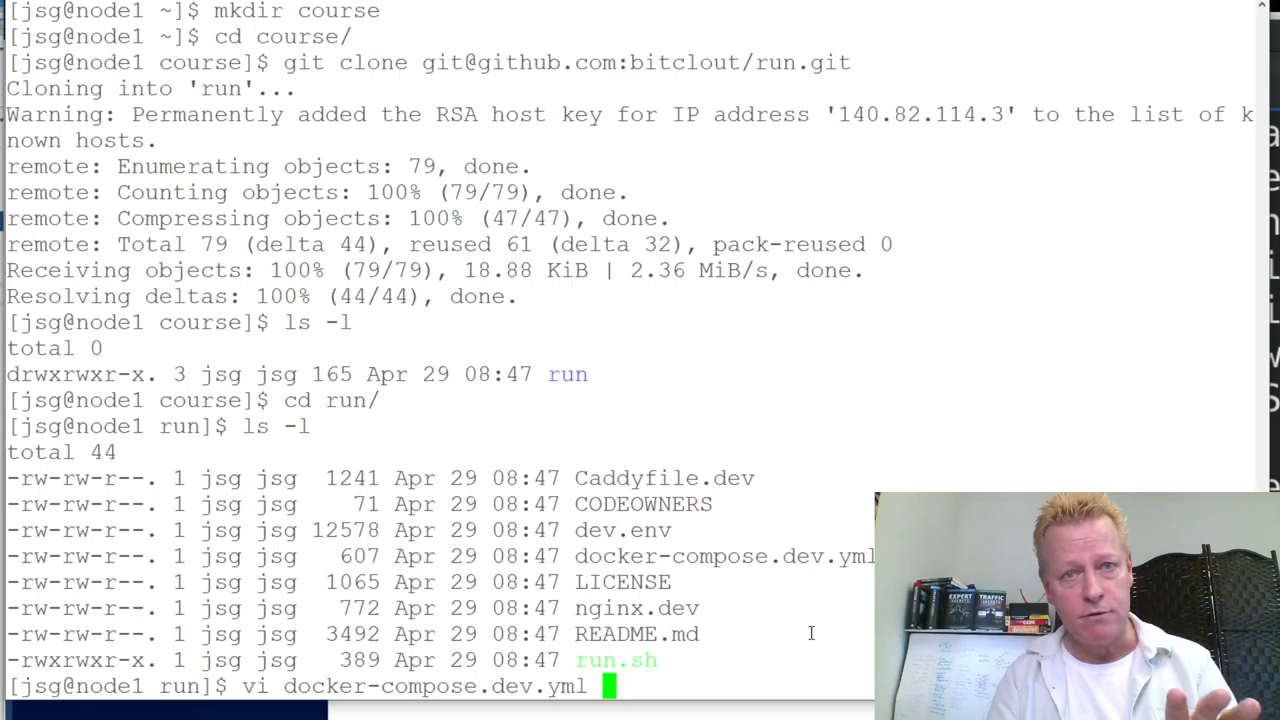 [jsg@node1 ~]$ mkdir course
[jsg@node1 ~]$ cd course/
[jsg@node1 course]$ git clone git@github.com:bitclout/run.git
Cloning into 'run'...
Warning: Permanently added the RSA host key for IP address '140.82.114.3' to the list of k
nown hosts.
remote: Enumerating objects: 79, done.
remote: Counting objects: 100% (79/79), done.
remote: Compressing objects: 100% (47/47), done.
remote: Total 79 (delta 44), reused 61 (delta 32), pack-reused 0
Receiving objects: 100% (79/79), 18.88 KiB | 2.36 MiB/s, done.
Resolving deltas: 100% (44/44), done.
[jsg@node1 course]$ ls -l
total 0
drwxrwxr-x. 3 jsg jsg 165 Apr 29 08:47 run
[jsg@node1 course]$ cd run/
[jsg@node1 run]$ ls -l
total 44
-rw-rw-r--. 1 jsg jsg  1241 Apr 29 08:47 Caddyfile.dev
-rw-rw-r--. 1 jsg jsg    71 Apr 29 08:47 CODEOWNERS
-rw-rw-r--. 1 jsg jsg 12578 Apr 29 08:47 dev.env
-rw-rw-r--. 1 jsg jsg   607 Apr 29 08:47 docker-compose.dev.yml
-rw-rw-r--. 1 jsg jsg  1065 Apr 29 08:47 LICENSE
-rw-rw-r--. 1 jsg jsg   772 Apr 29 08:47 nginx.dev
-rw-rw-r--. 1 jsg jsg  3492 Apr 29 08:47 README.md
-rwxrwxr-x. 1 jsg jsg   389 Apr 29 08:47 run.sh
[jsg@node1 run]$ vi docker-compose.dev.yml
EXPERT
SECRETS
TRAFFIC
SECRETS